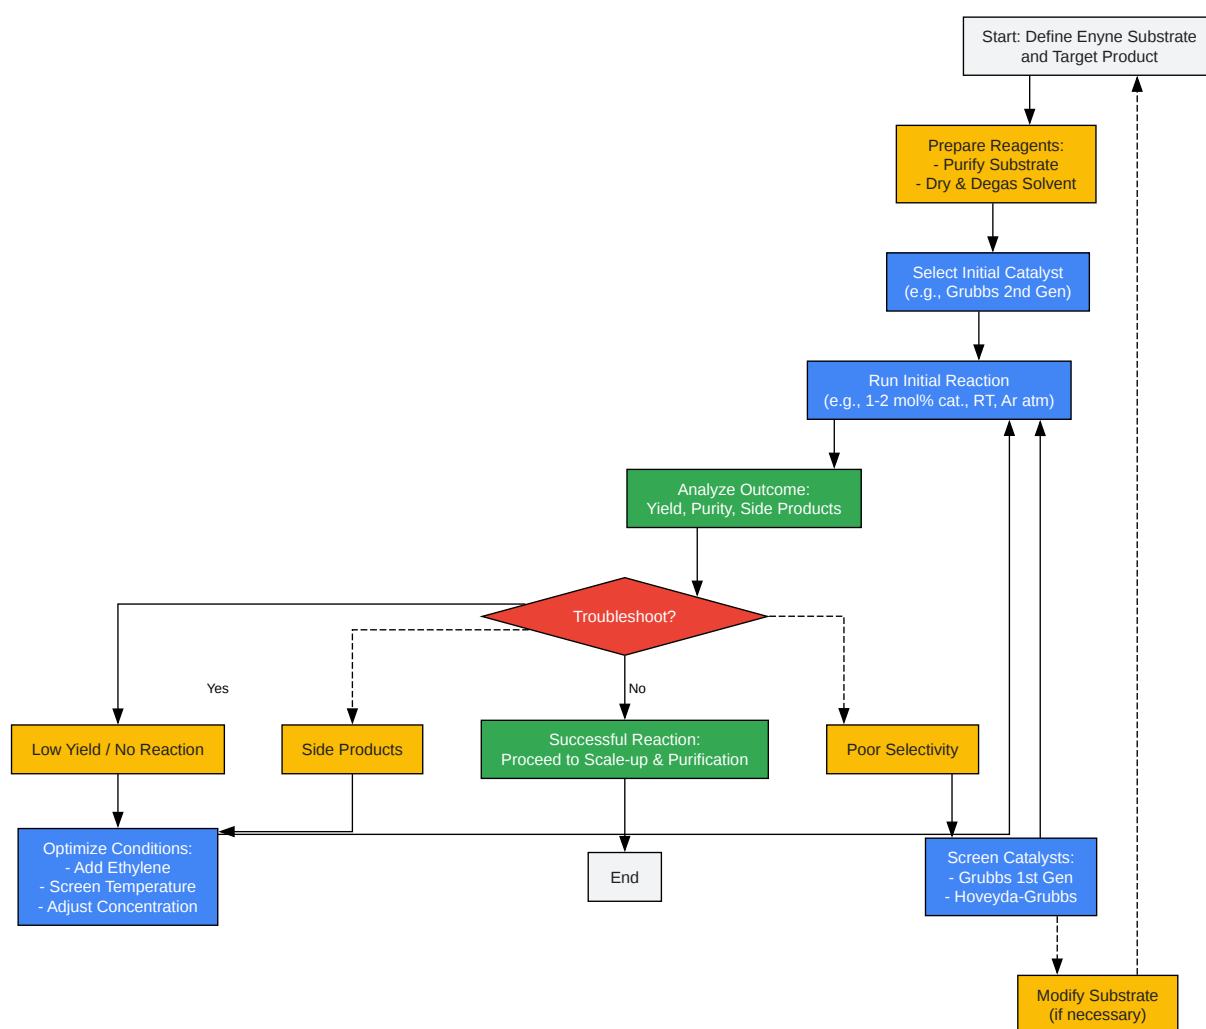 Start: Define Enyne Substrate
and Target Product
Prepare Reagents:
- Purify Substrate
- Dry & Degas Solvent
Select Initial Catalyst
(e.g., Grubbs 2nd Gen)
Run Initial Reaction
(e.g., 1-2 mol% cat., RT, Ar atm)
Analyze Outcome:
Yield, Purity, Side Products
Troubleshoot?
Yes
No
Low Yield / No Reaction
Side Products
Successful Reaction:
Proceed to Scale-up & Purification
Poor Selectivity
Optimize Conditions:
- Add Ethylene
- Screen Temperature
- Adjust Concentration
End
Screen Catalysts:
- Grubbs 1st Gen
- Hoveyda-Grubbs
Modify Substrate
(if necessary)